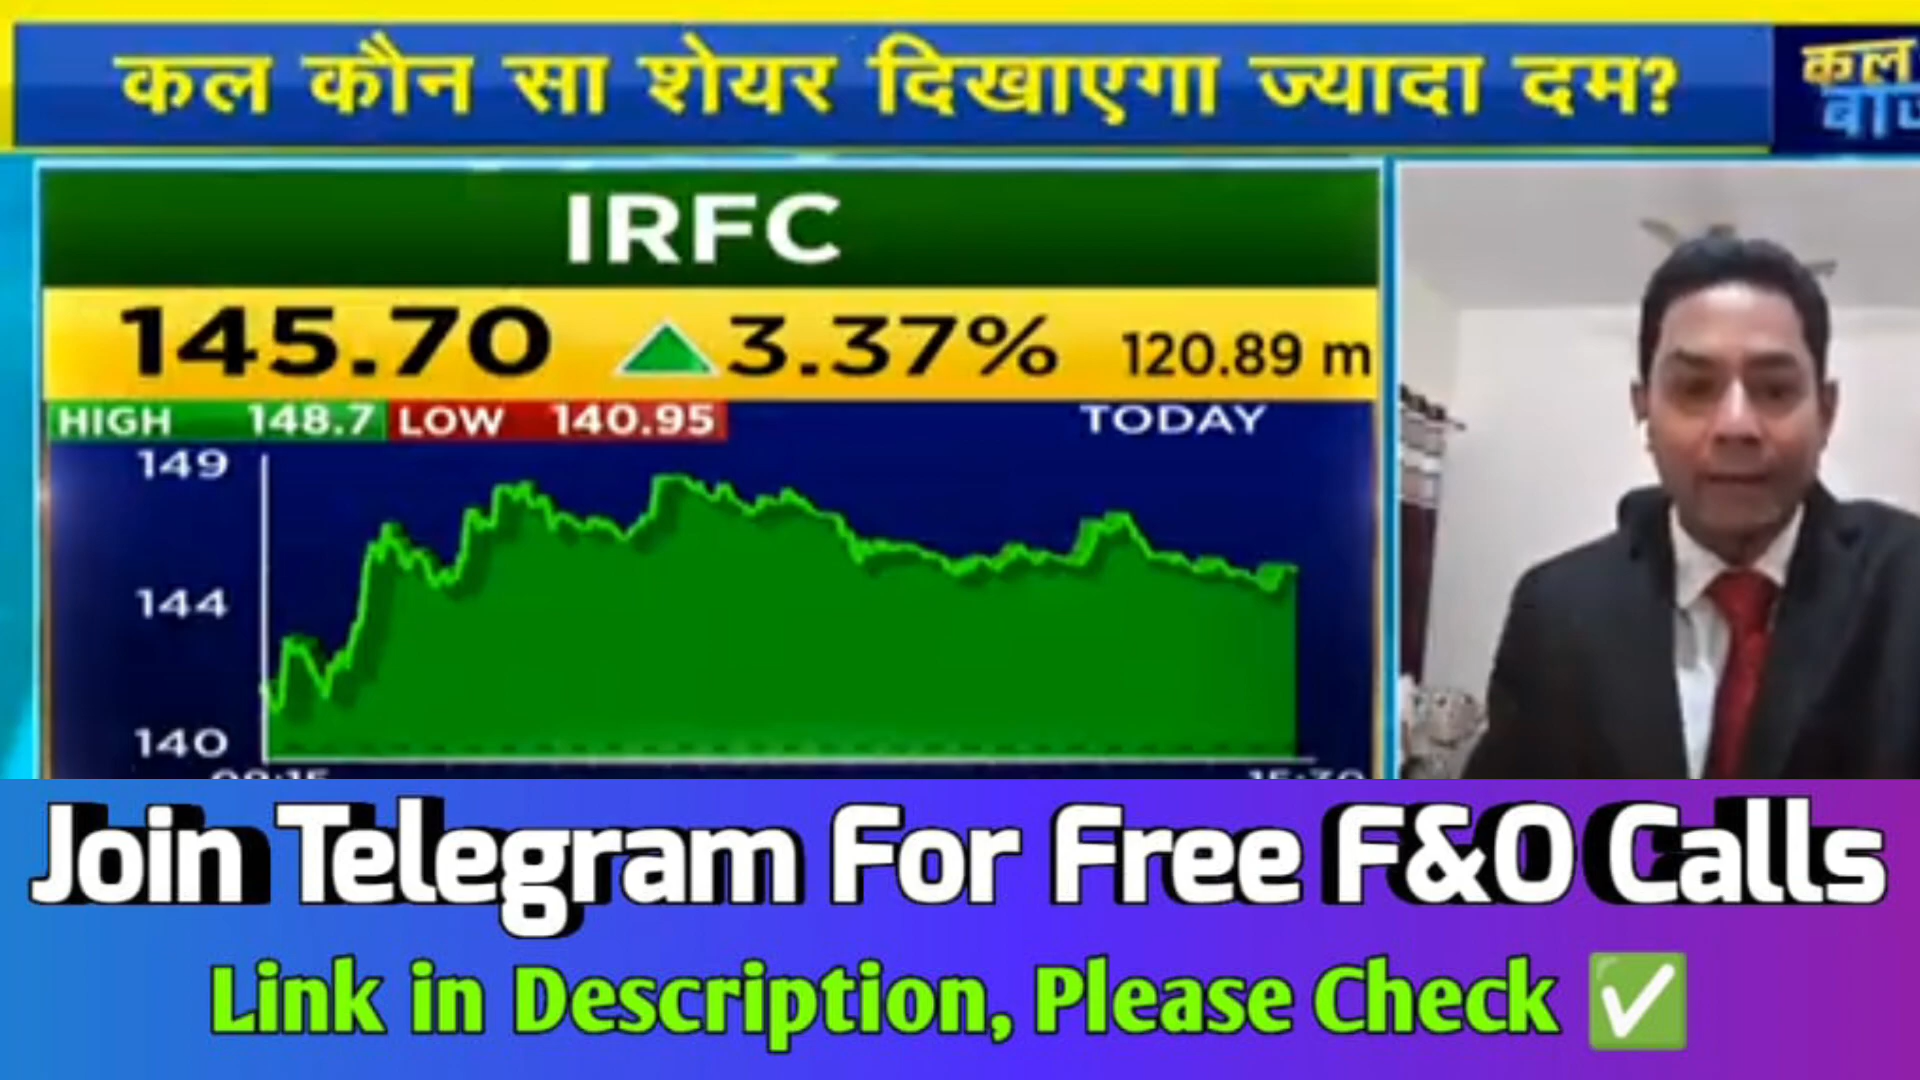 कल कौन सा शेयर दिखाएगा ज्यादा दम?
कल
IRFC
145.70 3.37% 120.89 m
HIGH 148.7 LOW 140.95 TODAY
149
144
140
Join Telegram For Free F&O Calls
Link in Description, Please Check